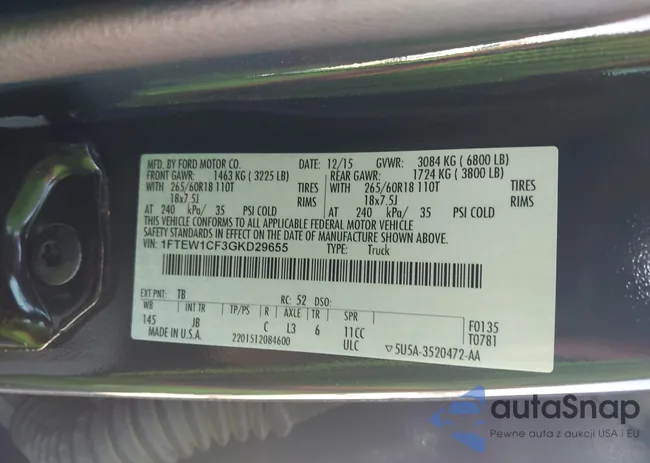 MFD. BY FORD MOTOR CO. DATE: 12/15 GVWR: 3084 KG ( 6800 LB)
FRONT GAWR: 1463 KG ( 3225 LB) REAR GAWR: 1724 KG ( 3800 LB)
WITH 265/60R18 110T TIRES WITH 265/60R18 110T TIRES
18x7.5J RIMS 18x7.5J RIMS
AT 240 kPa/ 35 PSI COLD AT 240 kPa/ 35 PSI COLD
THIS VEHICLE CONFORMS TO ALL APPLICABLE FEDERAL MOTOR VEHICLE
SAFETY STANDARDS IN EFFECT ON THE DATE OF MANUFACTURE SHOWN ABOVE.
VIN: 1FTEW1CF3GKD29655 TYPE: Truck
EXT PNT: TB RC: 52 DSO:
WB INT TR TP/PS R AXLE TR SPR
145 JB C L3 6 11CC F0135
MADE IN U.S.A. 2201512084600 ULC ▽5U5A-3520472-AA T0781
autaSnap
Pewne auta z aukcji USA i EU